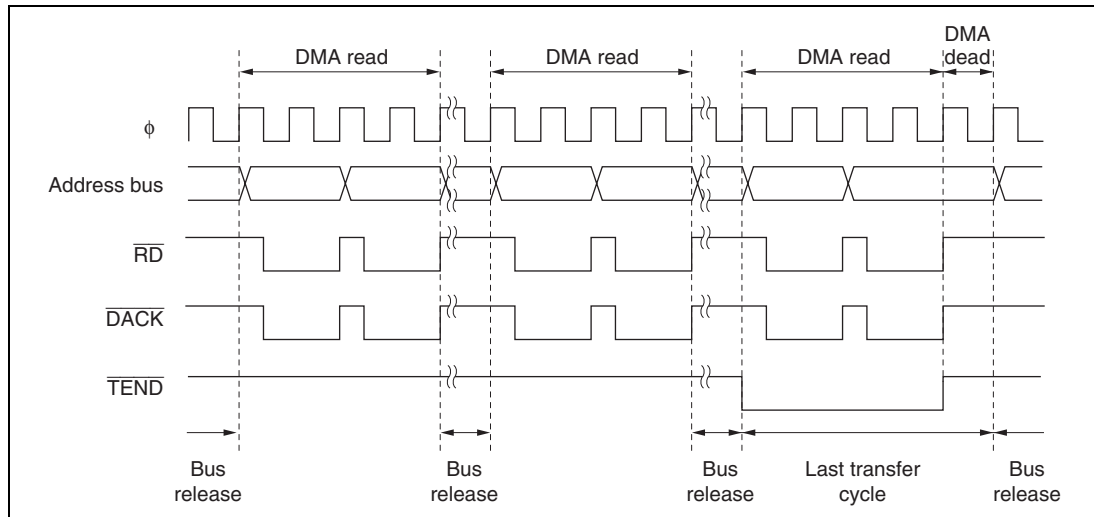 DMA read
DMA read
DMA read
DMA
dead
ϕ
Address bus
RD
DACK
TEND
Bus
release
Bus
release
Bus
release
Last transfer
cycle
Bus
release